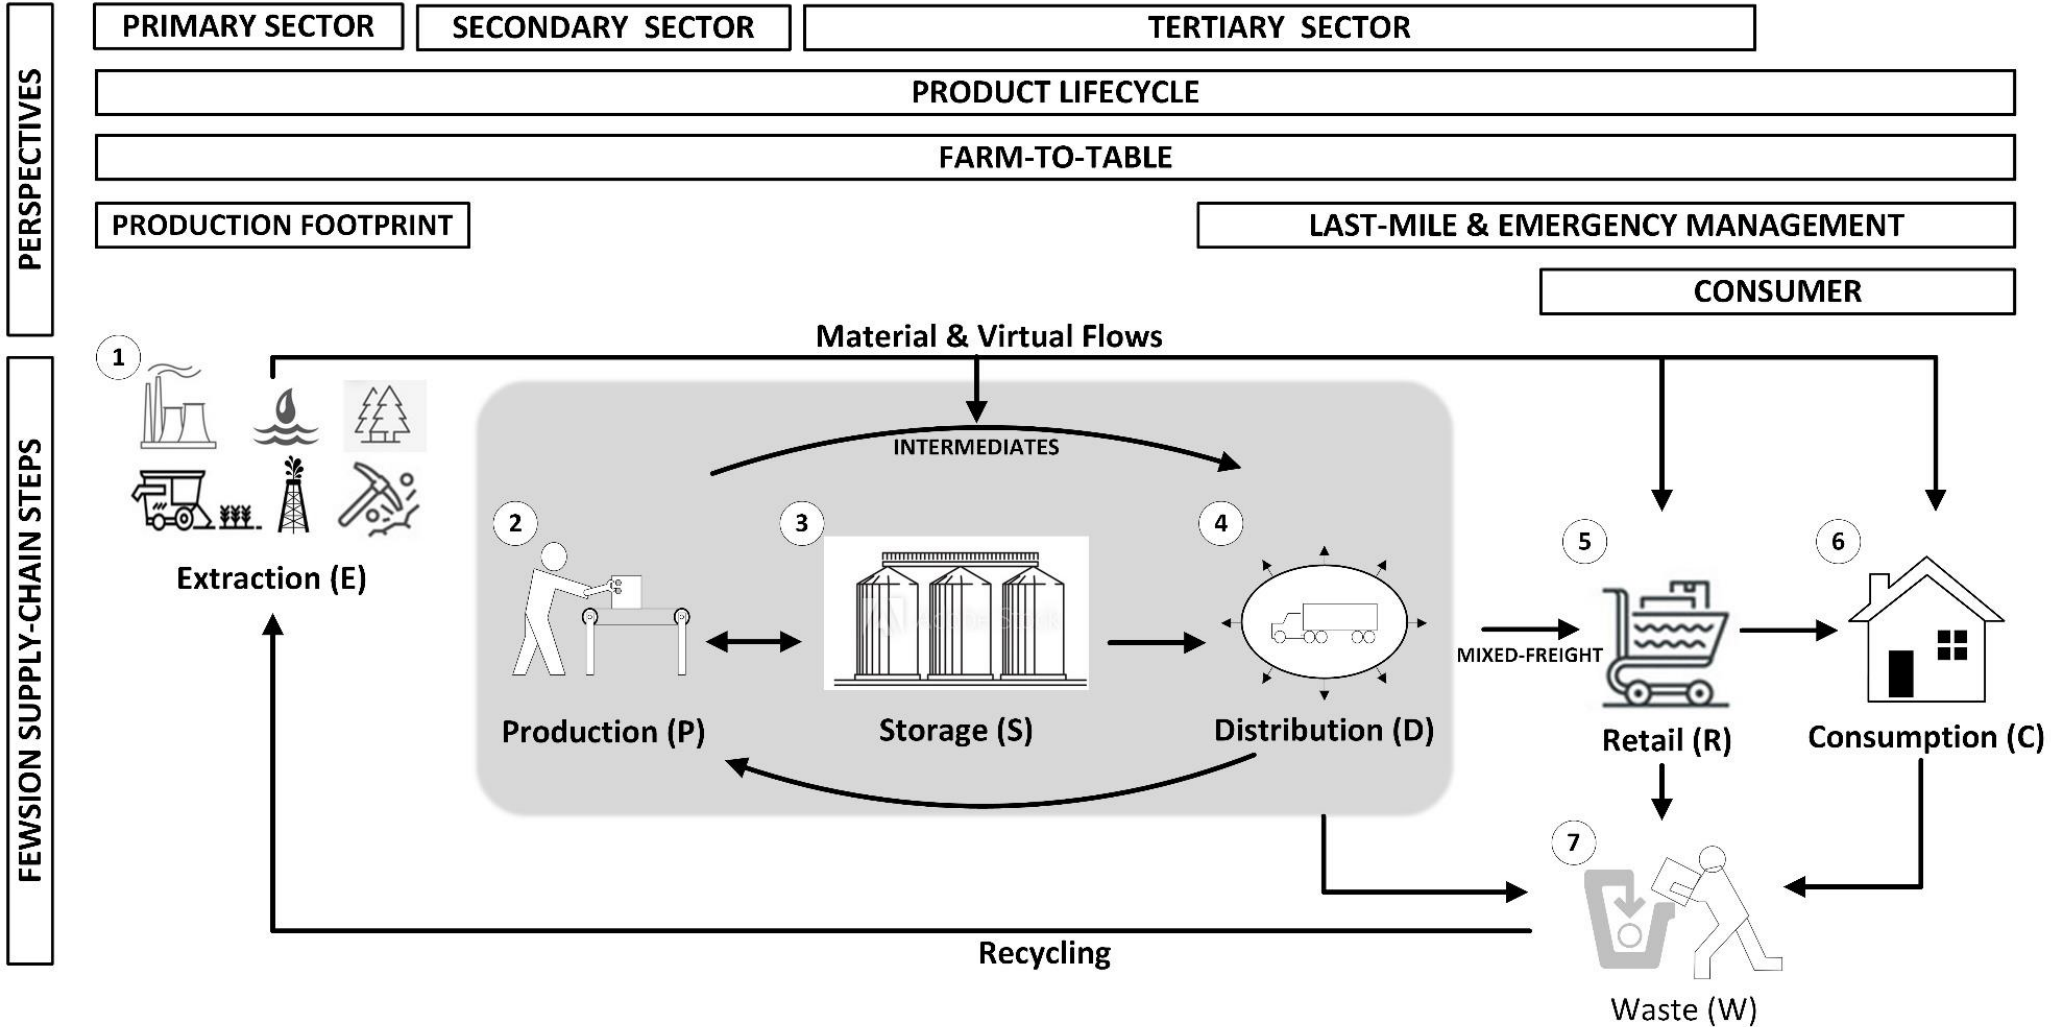 PERSPECTIVES
PRIMARY SECTOR
SECONDARY SECTOR
TERTIARY SECTOR
PRODUCT LIFECYCLE
FARM-TO-TABLE
PRODUCTION FOOTPRINT
LAST-MILE & EMERGENCY MANAGEMENT
CONSUMER
FEWSION SUPPLY-CHAIN STEPS
Material & Virtual Flows
1
Extraction (E)
INTERMEDIATES
2
Production (P)
3
Storage (S)
4
Distribution (D)
MIXED-FREIGHT
5
Retail (R)
6
Consumption (C)
7
Waste (W)
Recycling